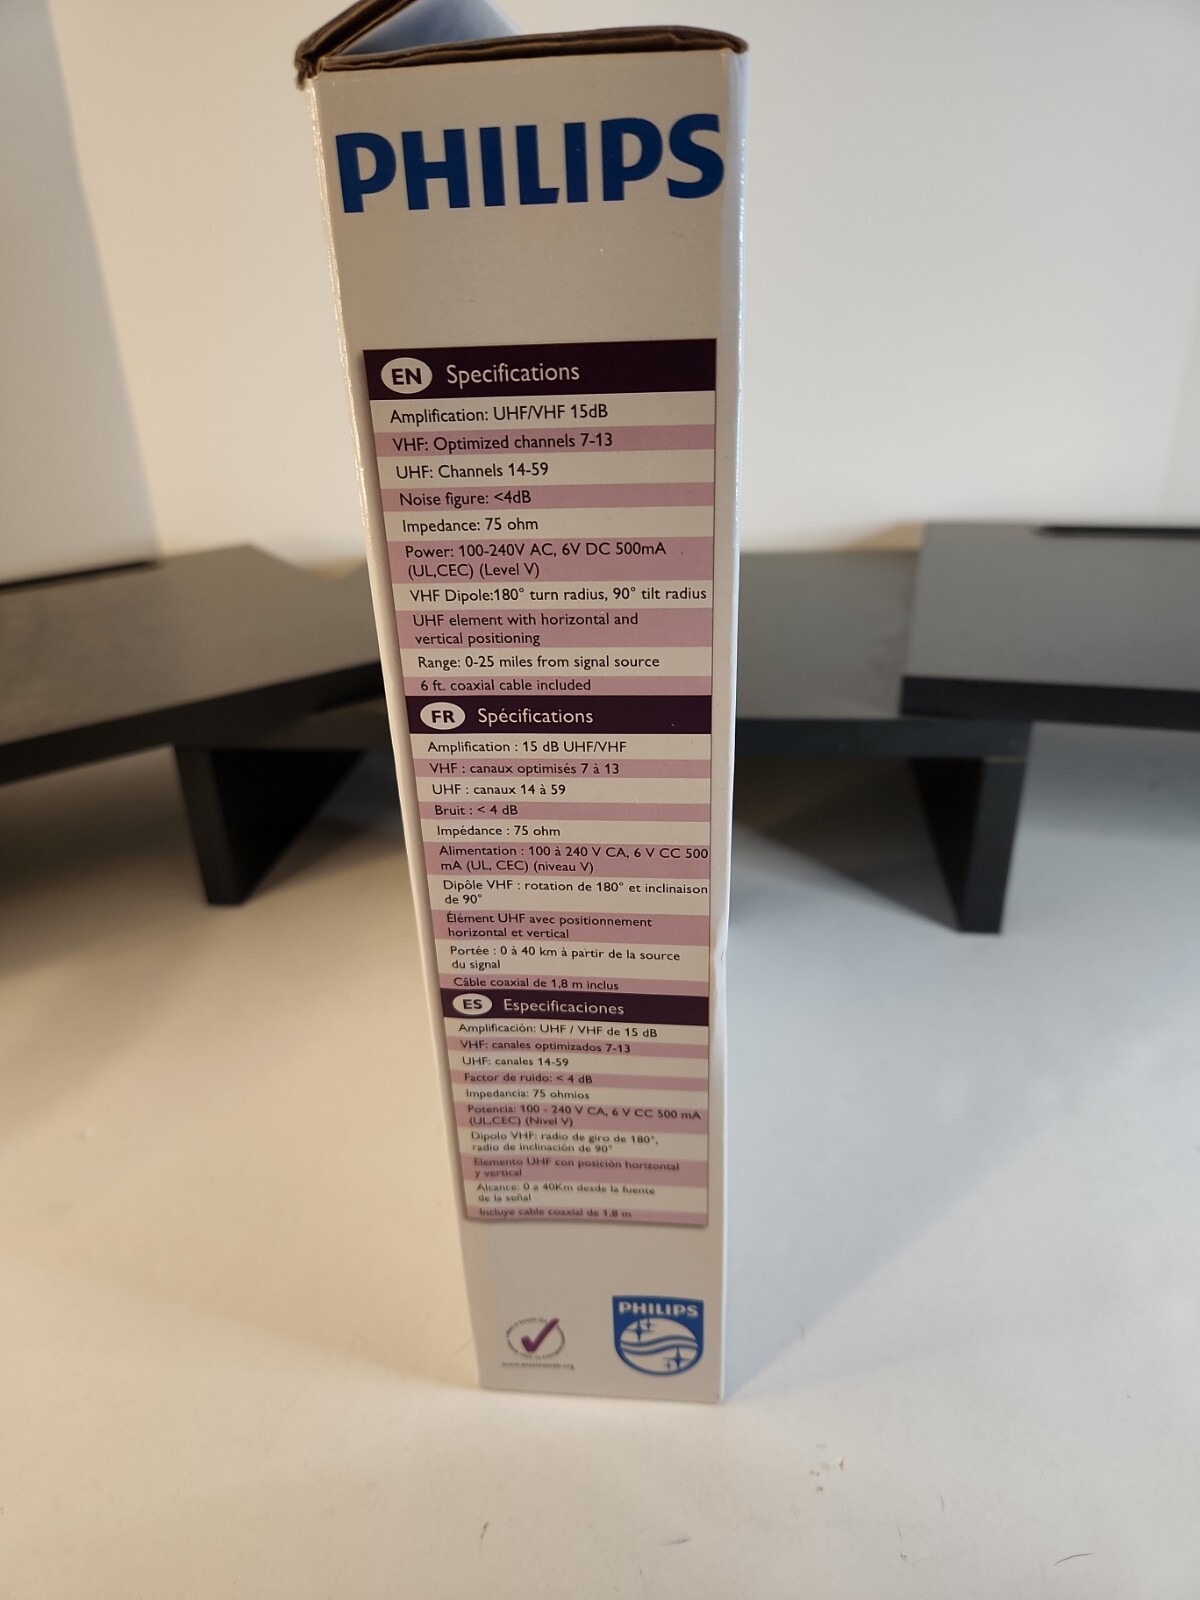 PHILIPS
EN Specifications
Amplification: UHF/VHF 15dB
VHF: Optimized channels 7-13
UHF: Channels 14-59
Noise figure: <4dB
Impedance: 75 ohm
Power: 100-240V AC, 6V DC 500mA
(UL,CEC) (Level V)
VHF Dipole:180° turn radius, 90° tilt radius
UHF element with horizontal and
vertical positioning
Range: 0-25 miles from signal source
6 ft. coaxial cable included
FR Spécifications
Amplification : 15 dB UHF/VHF
VHF : canaux optimisés 7 à 13
UHF : canaux 14 à 59
Bruit : < 4 dB
Impédance : 75 ohm
Alimentation : 100 à 240 V CA, 6 V CC 500
mA (UL, CEC) (niveau V)
Dipôle VHF : rotation de 180° et inclinaison
de 90°
Élément UHF avec positionnement
horizontal et vertical
Portée : 0 à 40 km à partir de la source
du signal
Câble coaxial de 1,8 m inclus
ES Especificaciones
Amplificación: UHF / VHF de 15 dB
VHF: canales optimizados 7-13
UHF: canales 14-59
Factor de ruido: < 4 dB
Impedancia: 75 ohmios
Potencia: 100 - 240 V CA, 6 V CC 500 mA
(UL,CEC) (Nivel V)
Dipolo VHF: radio de giro de 180°,
radio de inclinación de 90°
Elemento UHF con posición horizontal
y vertical
Alcance: 0 a 40Km desde la fuente
de la señal
Incluye cable coaxial de 1.8 m
PHILIPS